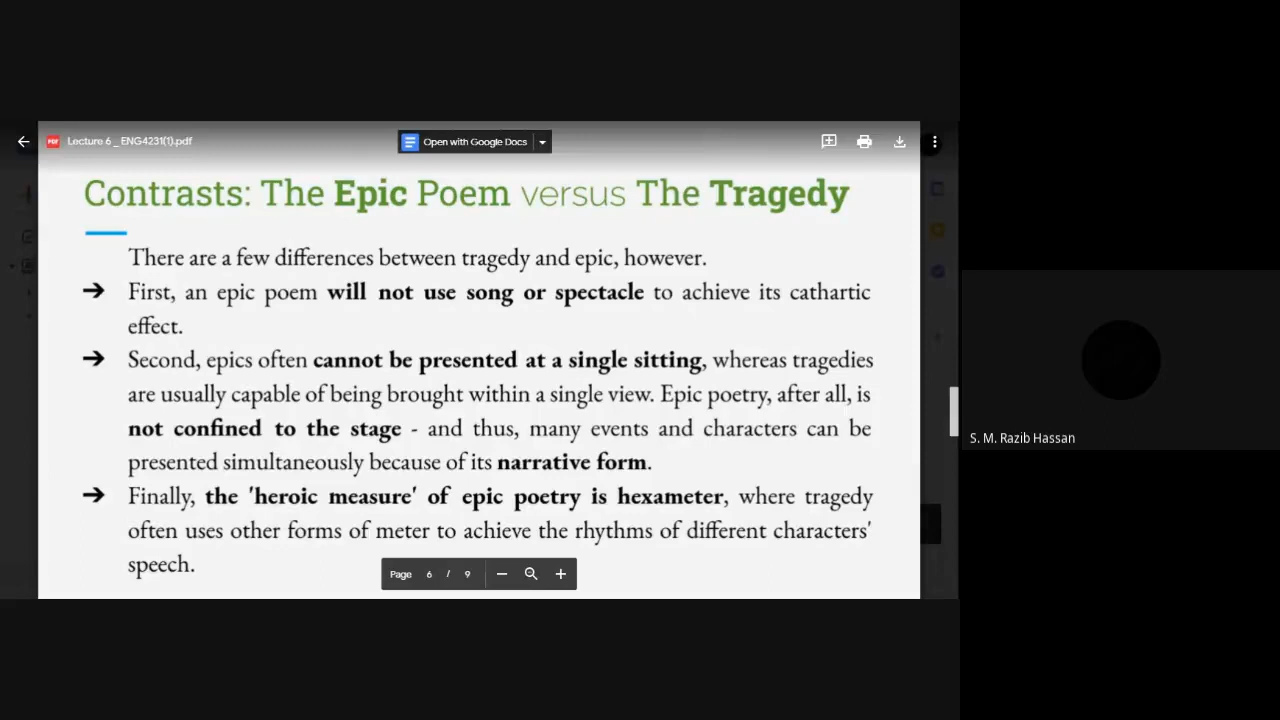 Lecture 6 _ ENG4231(1).pdf
Open with Google Docs
Contrasts: The Epic Poem versus The Tragedy
There are a few differences between tragedy and epic, however.
➔ First, an epic poem will not use song or spectacle to achieve its cathartic
effect.
➔ Second, epics often cannot be presented at a single sitting, whereas tragedies
are usually capable of being brought within a single view. Epic poetry, after all, is
not confined to the stage - and thus, many events and characters can be
presented simultaneously because of its narrative form.
➔ Finally, the 'heroic measure' of epic poetry is hexameter, where tragedy
often uses other forms of meter to achieve the rhythms of different characters'
speech.
Page 6 / 9
S. M. Razib Hassan